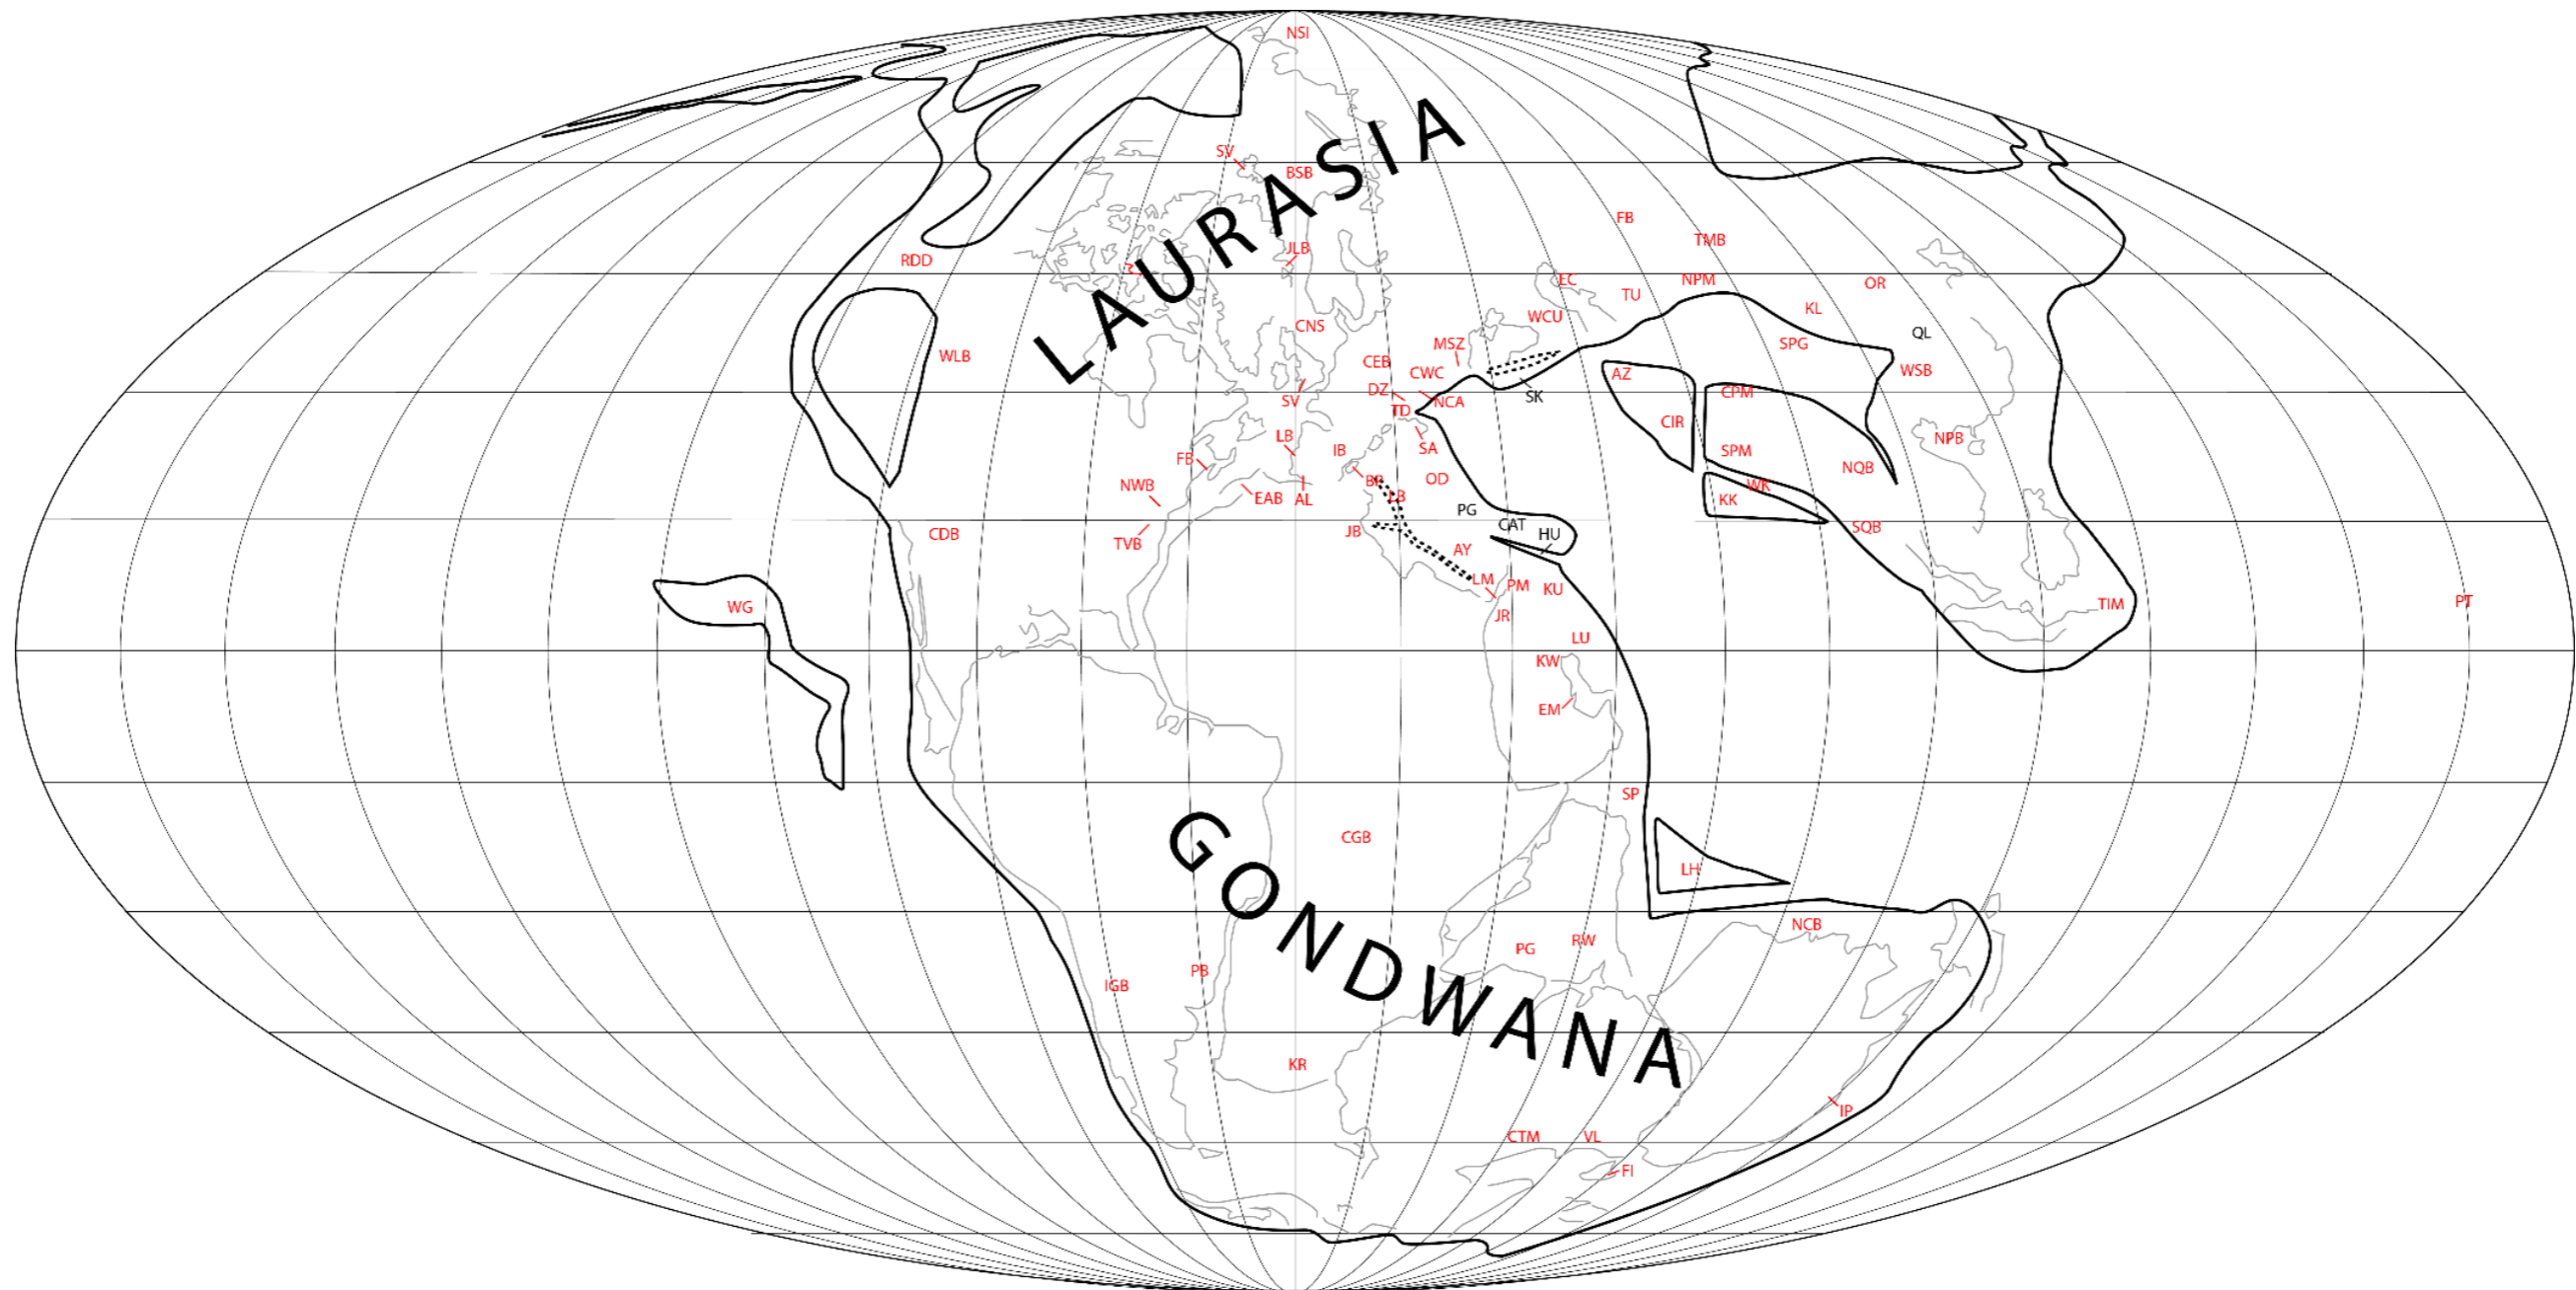 NSI
SV
BSB
LAURASIA
FB
TMB
JLB
RDD
EC
NPM
OR
TU
KL
WCU
CNS
QL
MSZ
SPG
WLB
CEB
CWC
AZ
WSB
DZ
SK
CPM
SV
TD
NCA
CIR
LB
NPB
IB
SA
SPM
FB
NQB
OD
BR
NWB
WK
EAB
AL
KK
PG
CAT
SQB
CDB
JB
HU
TVB
AY
LM
PM
KU
WG
TIM
PT
JR
LU
KW
EM
SP
CGB
LH
GONDWANA
NCB
RW
PG
PB
IGB
KR
IP
CTM
VL
FI